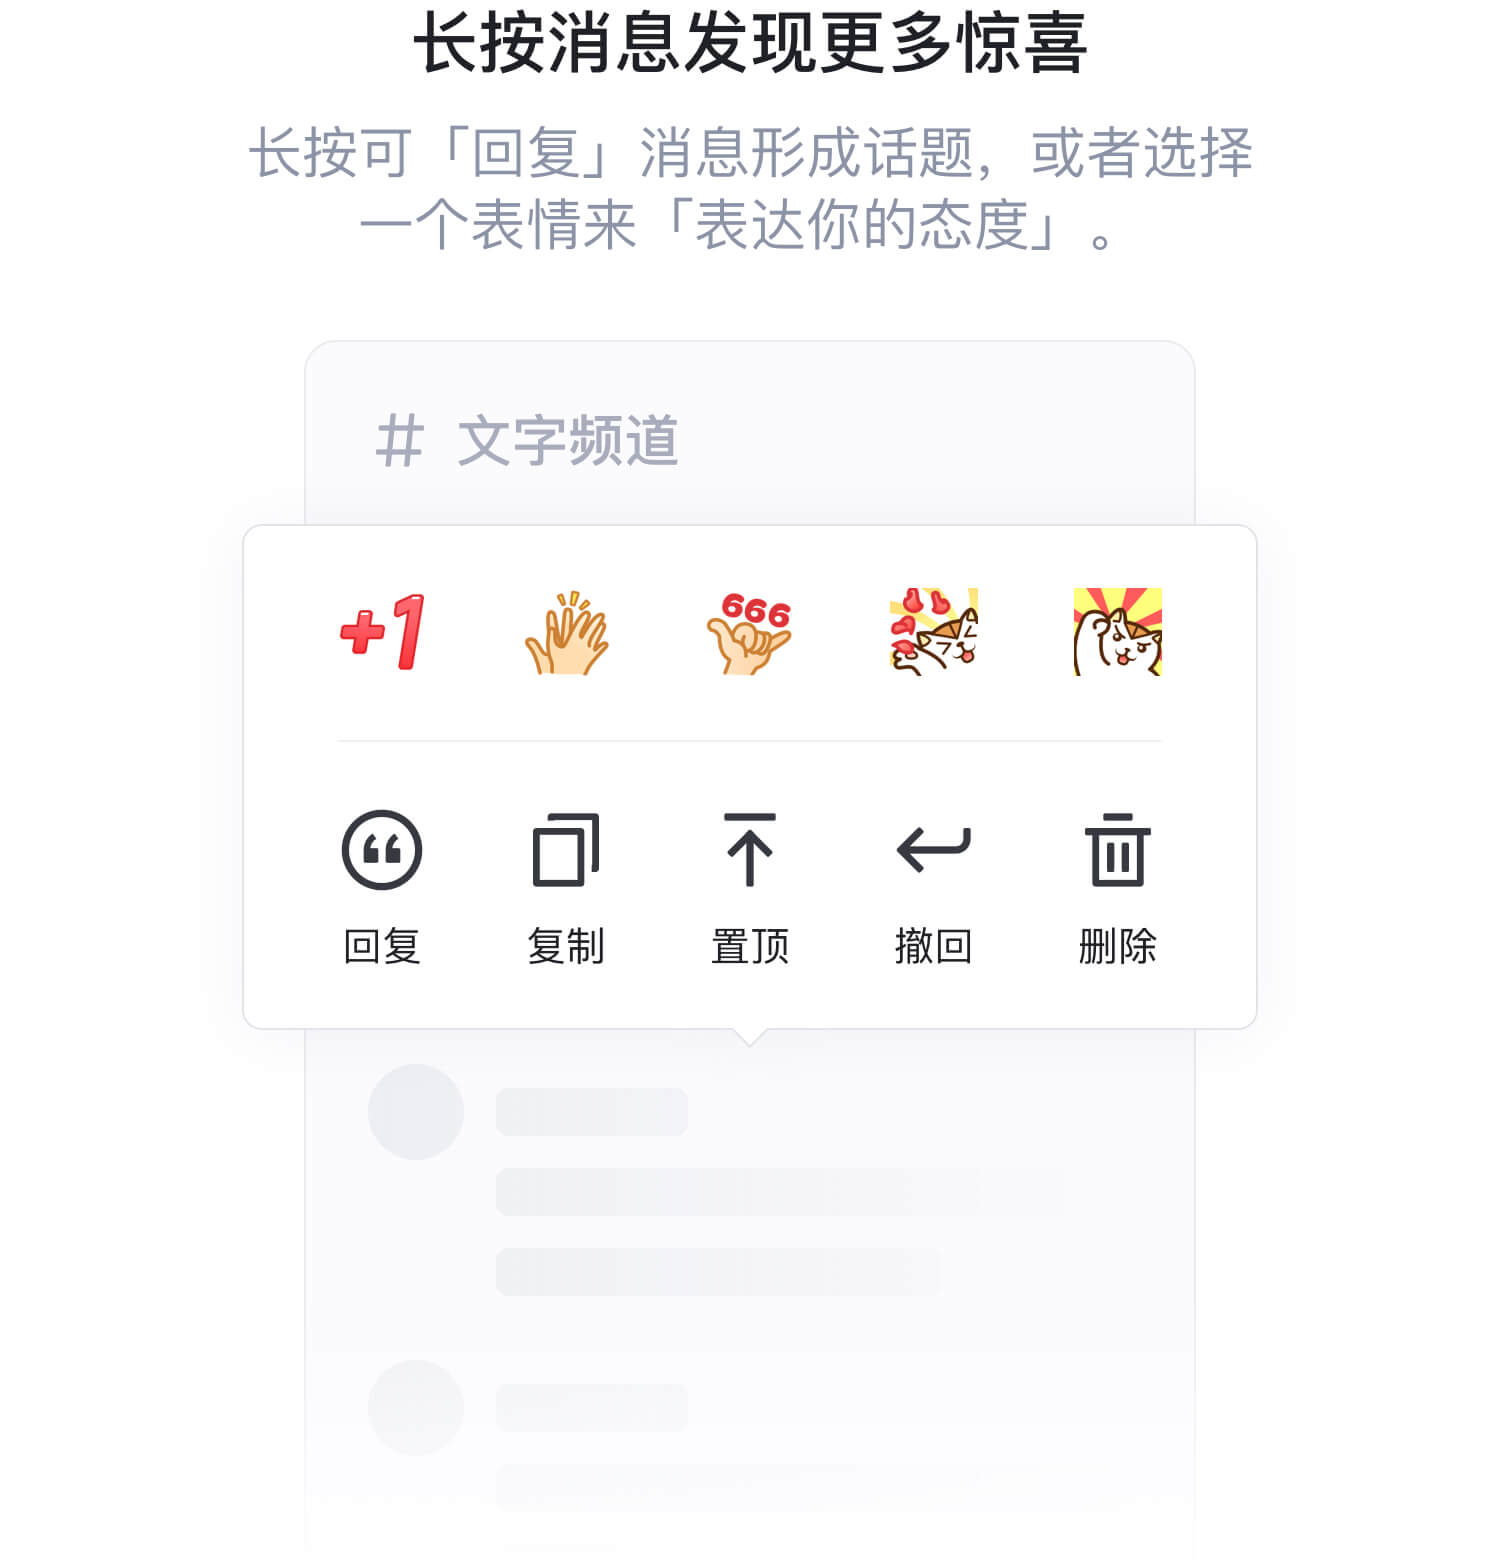 长按消息发现更多惊喜
长按可「回复」消息形成话题，或者选择
一个表情来「表达你的态度」。
# 文字频道
+1 666
回复 复制 置顶 撤回 删除